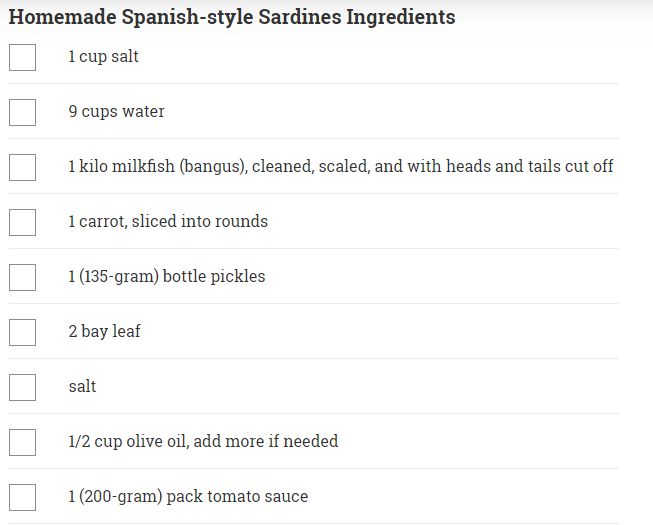 Homemade Spanish-style Sardines Ingredients
1 cup salt
9 cups water
1 kilo milkfish (bangus), cleaned, scaled, and with heads and tails cut off
1 carrot, sliced into rounds
1 (135-gram) bottle pickles
2 bay leaf
salt
1/2 cup olive oil, add more if needed
1 (200-gram) pack tomato sauce